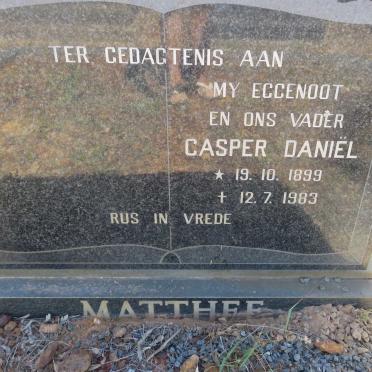 TER GEDAGTENIS AAN
MY EGGENOOT
EN ONS VADER
CASPER DANIËL
★ 19. 10. 1899
✝ 12. 7. 1983
RUS IN VREDE
MATTHEE